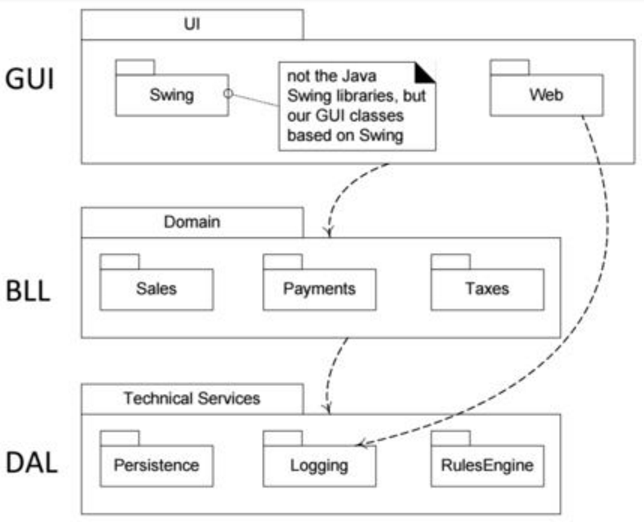 UI
GUI
Swing
not the Java
Swing libraries, but
our GUI classes
based on Swing
Web
Domain
BLL
Sales
Payments
Taxes
Technical Services
DAL
Persistence
Logging
RulesEngine